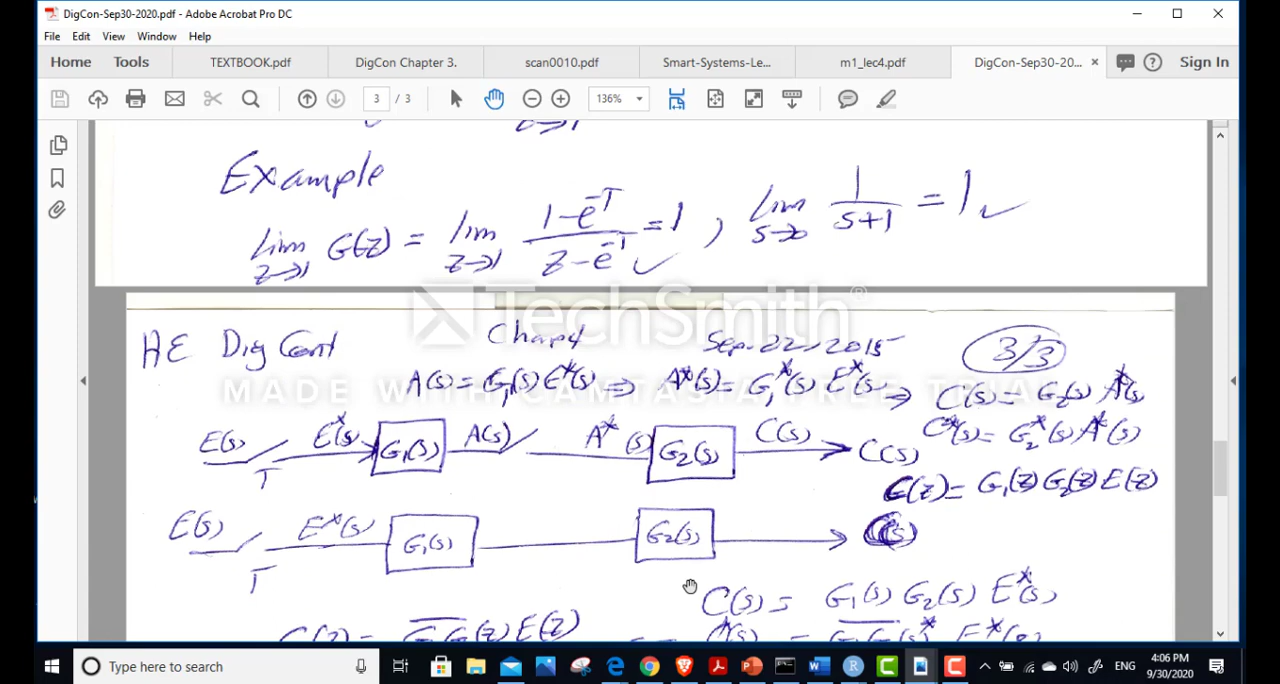 DigCon-Sep30-2020.pdf - Adobe Acrobat Pro DC
File Edit View Window Help
Home Tools TEXTBOOK.pdf DigCon Chapter 3. scan0010.pdf Smart-Systems-Le... m1_lec4.pdf DigCon-Sep30-20... × Sign In
3 / 3 136%
z→1
Example
lim z→1 G(z) = lim z→1 (1-e^-T)/(z-e^-T) = 1 ✓, lim s→0 1/(s+1) = 1 ✓
TechSmith®
MADE WITH CAMTASIA FREE TRIAL
AE Dig Cont Chap4 Sep. 22, 2015 3/3
A(s) = G1(s) E*(s) ⇒ A*(s) = G1*(s) E*(s) ⇒ C(s) = G2(s) A*(s)
C*(s) = G2*(s) A*(s)
E(s) T E*(s) G1(s) A(s) A*(s) G2(s) C(s) C(s)
C(z) = G1(z) G2(z) E(z)
E(s) T E*(s) G1(s) G2(s) C(s)
C(s) = G1(s) G2(s) E*(s)
Type here to search
ENG
4:06 PM
9/30/2020